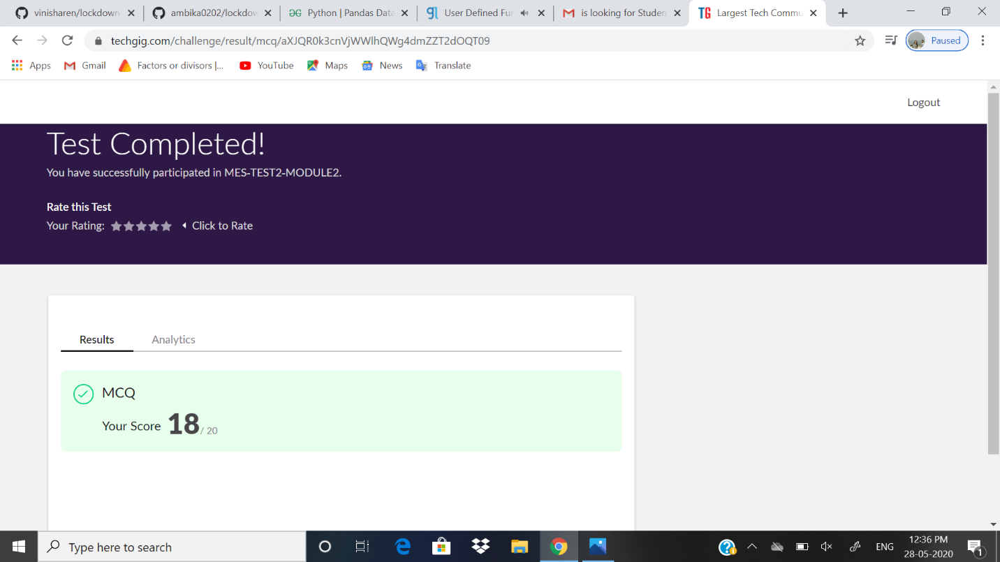 vinisharen/lockdown
ambika0202/lockdow
Python | Pandas Data
User Defined Fun
is looking for Studen
Largest Tech Commu
techgig.com/challenge/result/mcq/aXJQR0k3cnVjWWlhQWg4dmZZT2dOQT09
Paused
Apps
Gmail
Factors or divisors |...
YouTube
Maps
News
Translate
Logout
Test Completed!
You have successfully participated in MES-TEST2-MODULE2.
Rate this Test
Your Rating:
Click to Rate
Results
Analytics
MCQ
Your Score 18 / 20
Type here to search
ENG
12:36 PM
28-05-2020
1